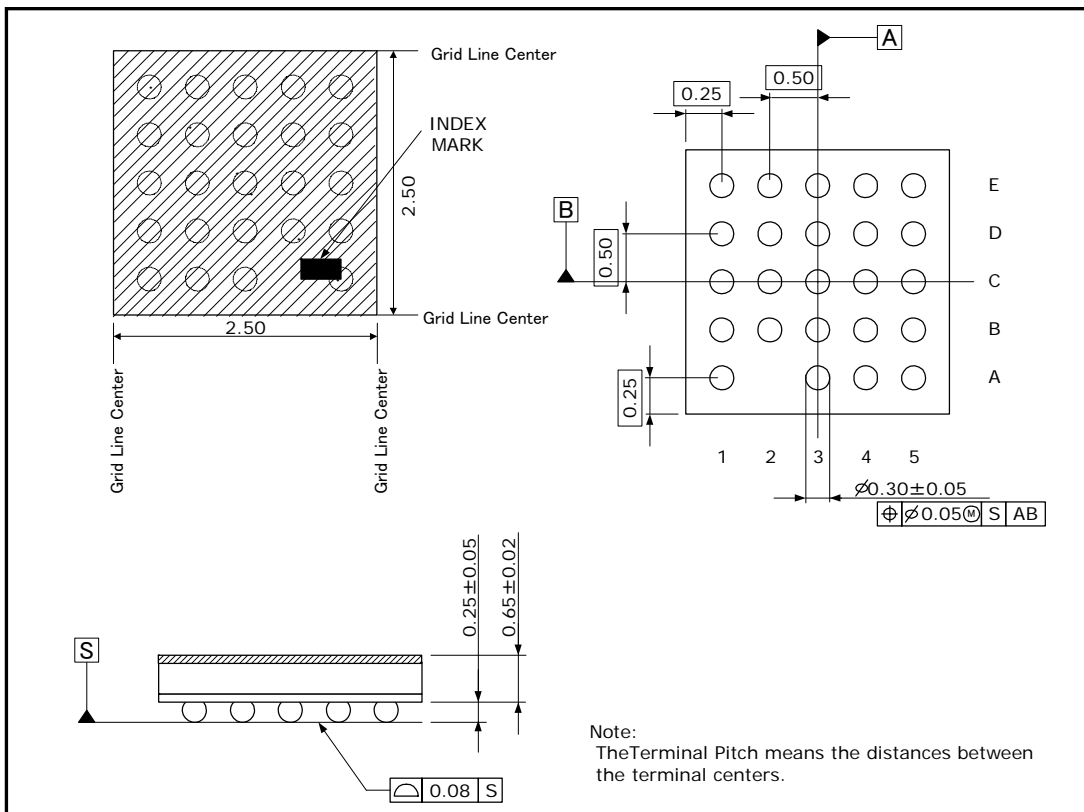 Grid Line Center
INDEX
MARK
2.50
Grid Line Center
2.50
Grid Line Center
Grid Line Center
A
0.50
0.25
B
0.50
0.25
E
D
C
B
A
1 2 3 4 5
⌀0.30±0.05
⌖ ⌀0.05Ⓜ S AB
0.25±0.05
0.65±0.02
S
⌓ 0.08 S
Note:
TheTerminal Pitch means the distances between
the terminal centers.